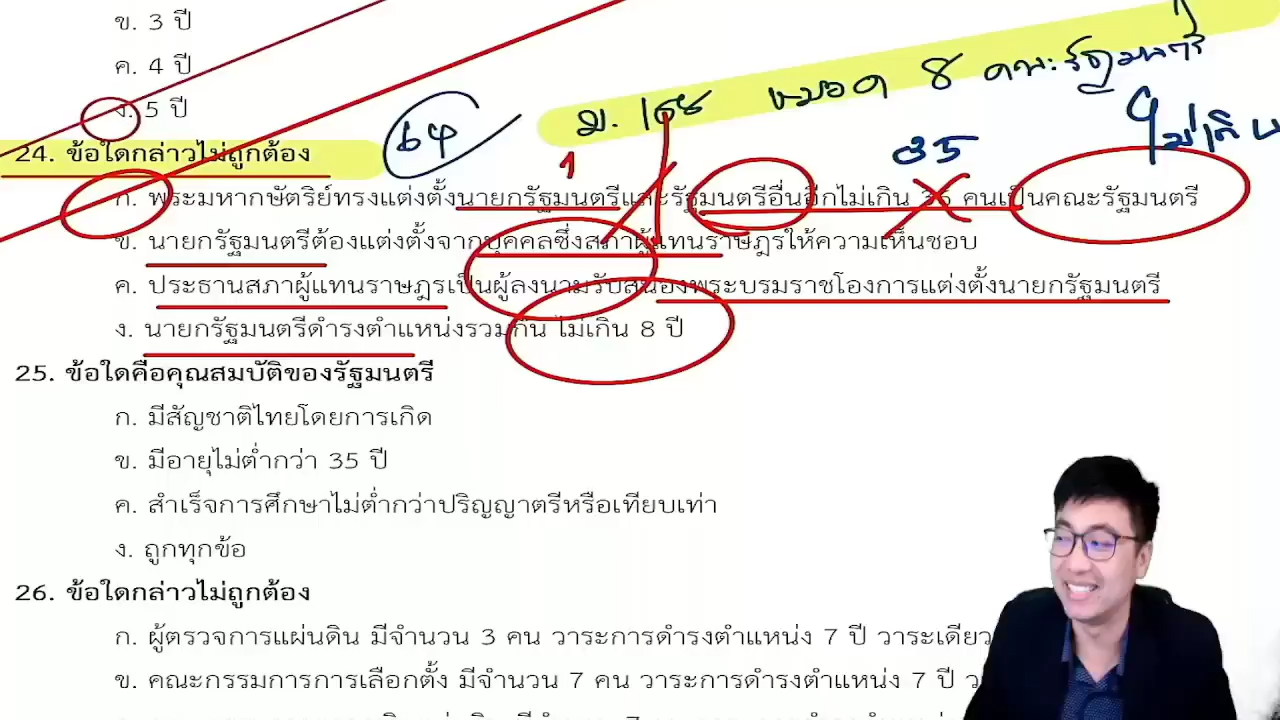 ข. 3 ปี
ค. 4 ปี
ง. 5 ปี
ม. 158 หมวด 8 คณะรัฐมนตรี
64
1
35
ไม่เกิน
24. ข้อใดกล่าวไม่ถูกต้อง
ก. พระมหากษัตริย์ทรงแต่งตั้งนายกรัฐมนตรีและรัฐมนตรีอื่นอีกไม่เกิน 36 คนเป็นคณะรัฐมนตรี
ข. นายกรัฐมนตรีต้องแต่งตั้งจากบุคคลซึ่งสภาผู้แทนราษฎรให้ความเห็นชอบ
ค. ประธานสภาผู้แทนราษฎรเป็นผู้ลงนามรับสนองพระบรมราชโองการแต่งตั้งนายกรัฐมนตรี
ง. นายกรัฐมนตรีดำรงตำแหน่งรวมกัน ไม่เกิน 8 ปี
25. ข้อใดคือคุณสมบัติของรัฐมนตรี
ก. มีสัญชาติไทยโดยการเกิด
ข. มีอายุไม่ต่ำกว่า 35 ปี
ค. สำเร็จการศึกษาไม่ต่ำกว่าปริญญาตรีหรือเทียบเท่า
ง. ถูกทุกข้อ
26. ข้อใดกล่าวไม่ถูกต้อง
ก. ผู้ตรวจการแผ่นดิน มีจำนวน 3 คน วาระการดำรงตำแหน่ง 7 ปี วาระเดียว
ข. คณะกรรมการการเลือกตั้ง มีจำนวน 7 คน วาระการดำรงตำแหน่ง 7 ปี ว